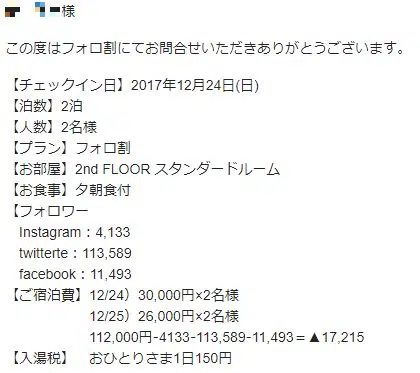 様
この度はフォロ割にてお問合せいただきありがとうございます。
【チェックイン日】2017年12月24日(日)
【泊数】2泊
【人数】2名様
【プラン】フォロ割
【お部屋】2nd FLOOR スタンダードルーム
【お食事】夕朝食付
【フォロワー
Instagram：4,133
twitterte：113,589
facebook：11,493
【ご宿泊費】12/24）30,000円×2名様
12/25）26,000円×2名様
112,000円-4133-113,589-11,493＝▲17,215
【入湯税】　おひとりさま1日150円